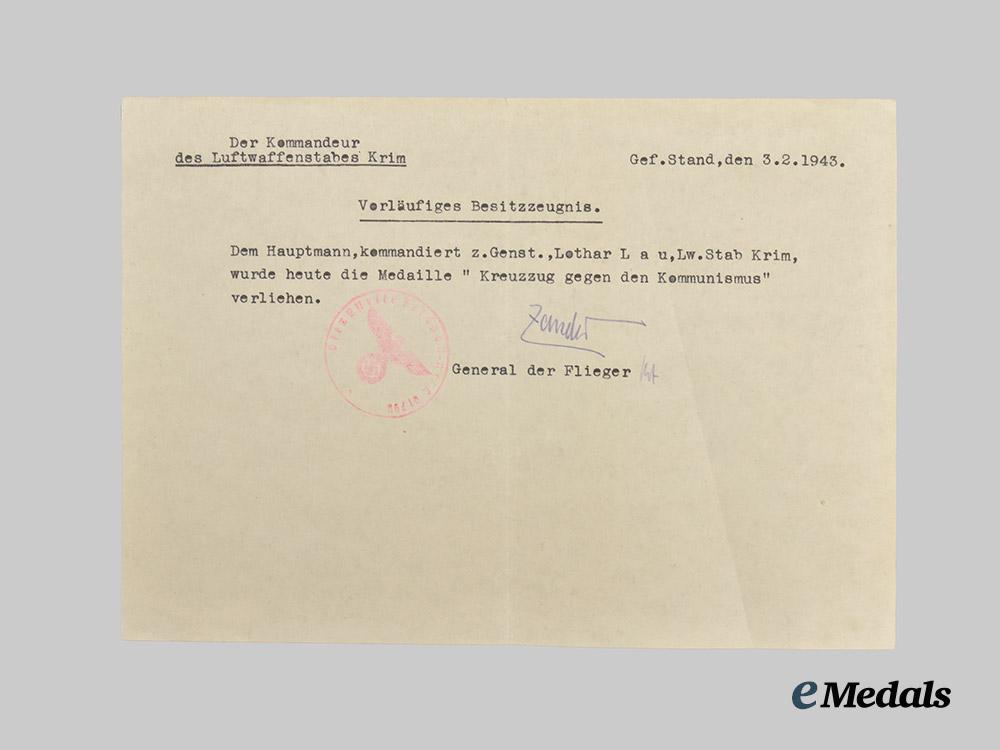 Der Kommandeur
des Luftwaffenstabes Krim
Gef.Stand,den 3.2.1943.
Vorläufiges Besitzzeugnis.
Dem Hauptmann,kommandiert z.Genst.,Lothar L a u,Lw.Stab Krim,
wurde heute die Medaille " Kreuzzug gegen den Kommunismus"
verliehen.
General der Flieger
eMedals